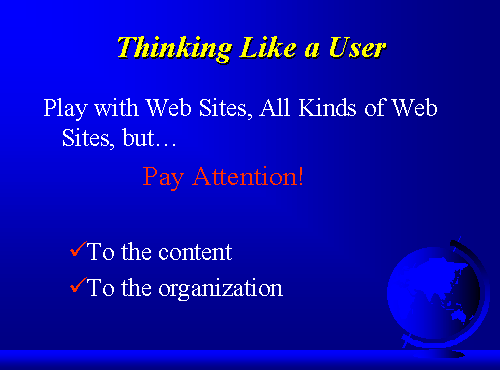 Thinking Like a User
Play with Web Sites, All Kinds of Web
Sites, but…
Pay Attention!
✓To the content
✓To the organization